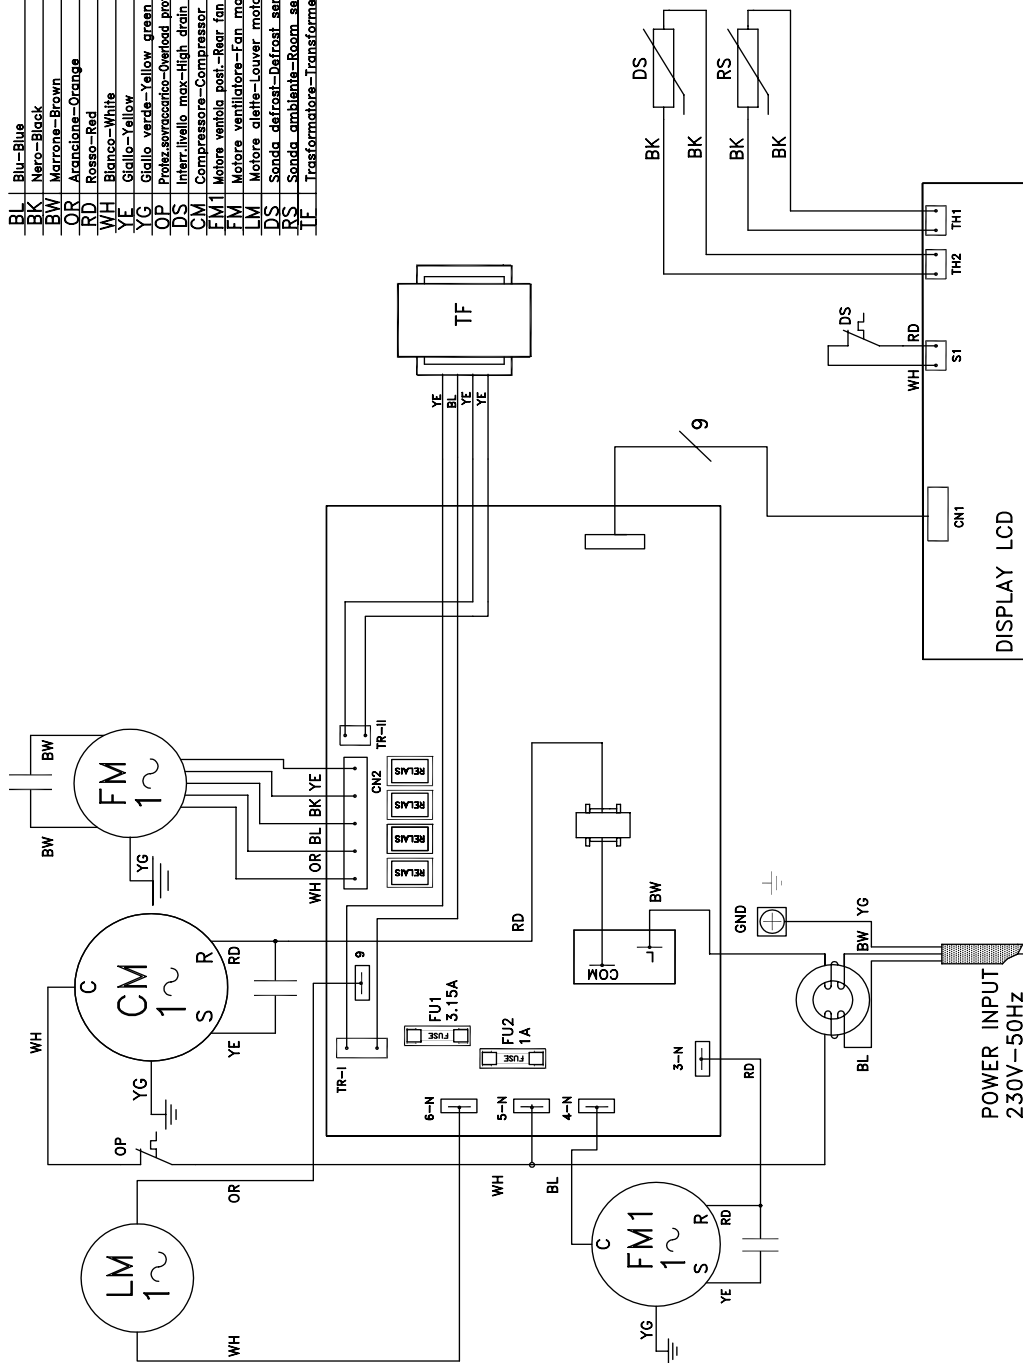 BL Blu-Blue
BK Nero-Black
BW Marrone-Brown
OR Arancione-Orange
RD Rosso-Red
WH Bianco-White
YE Giallo-Yellow
YG Giallo verde-Yellow green
OP Protez.sovraccarico-Overload
DS Interr.livello max-High drain
CM Compressore-Compressor
FM1 Motore ventola post.-Rear fan
FM Motore ventilatore-Fan
LM Motore alette-Louver
DS Sonda defrost-Defrost
RS Sonda ambiente-Room
TF Trasformatore-Transforme
DS
RS
BK
BK
BK
BK
TH1
TH2
DS
RD
WH
S1
CN1
DISPLAY LCD
9
TF
YE
BL
YE
YE
BW
BW
FM
1~
YG
WH OR BL BK YE
CN2
TR-II
RELAIS
RELAIS
RELAIS
RELAIS
CM
1~
C
R
S
RD
YE
WH
YG
OP
LM
1~
OR
WH
9
TR-I
FU1
3.15A
FUSE
FU2
1A
FUSE
6-N
5-N
4-N
3-N
RD
COM
L
BW
WH
BL
RD
FM1
1~
C
R
S
RD
YE
YG
GND
YG
BW
BL
POWER INPUT
230V-50Hz